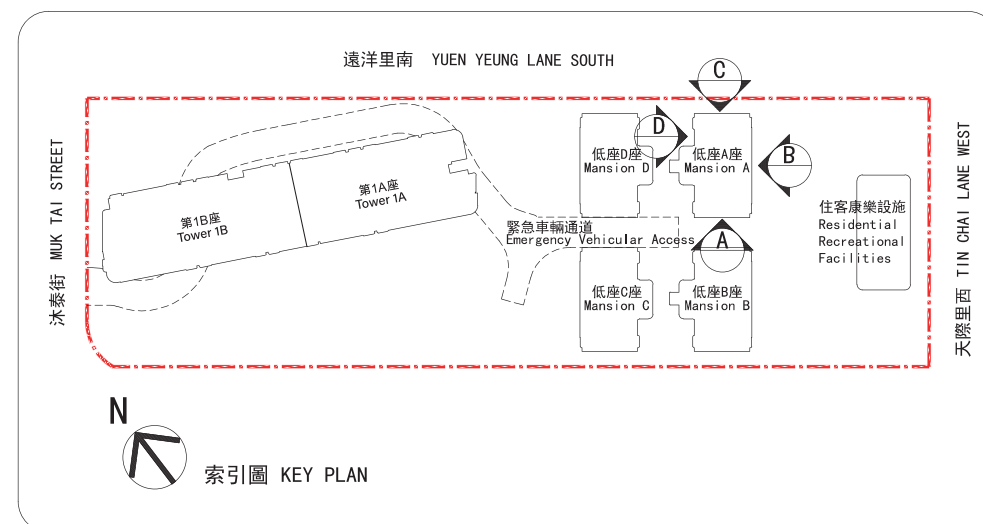 遠洋里南 YUEN YEUNG LANE SOUTH
沐泰街 MUK TAI STREET
天際里西 TIN CHAI LANE WEST
C
D
B
A
低座D座
Mansion D
低座A座
Mansion A
第1A座
Tower 1A
第1B座
Tower 1B
住客康樂設施
Residential
Recreational
Facilities
緊急車輛通道
Emergency Vehicular Access
低座C座
Mansion C
低座B座
Mansion B
N
索引圖 KEY PLAN